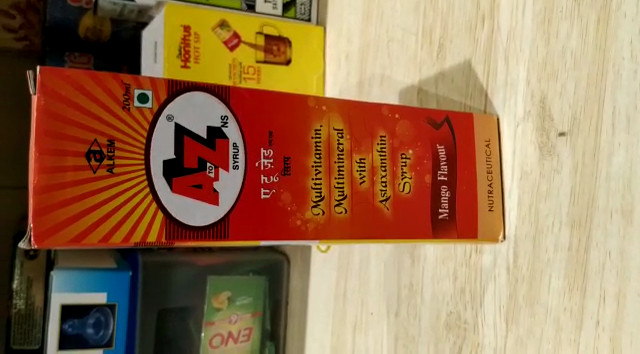 200ml
ALKEM
A to Z NS
®
SYRUP
ए टू ज़ेड
सिरप
Multivitamin,
Multimineral
with
Astaxanthin
Syrup
Mango Flavour
NUTRACEUTICAL
Honitus
HOT SIP
15
ENO